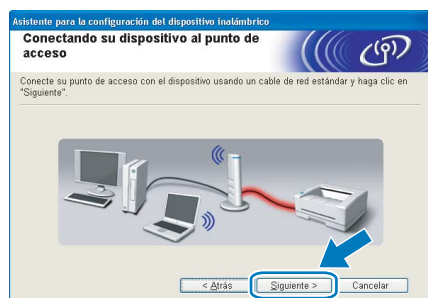 Asistente para la configuración del dispositivo inalámbrico
Conectando su dispositivo al punto de
acceso
Conecte su punto de acceso con el dispositivo usando un cable de red estándar y haga clic en
"Siguiente".
< Atrás
Siguiente >
Cancelar